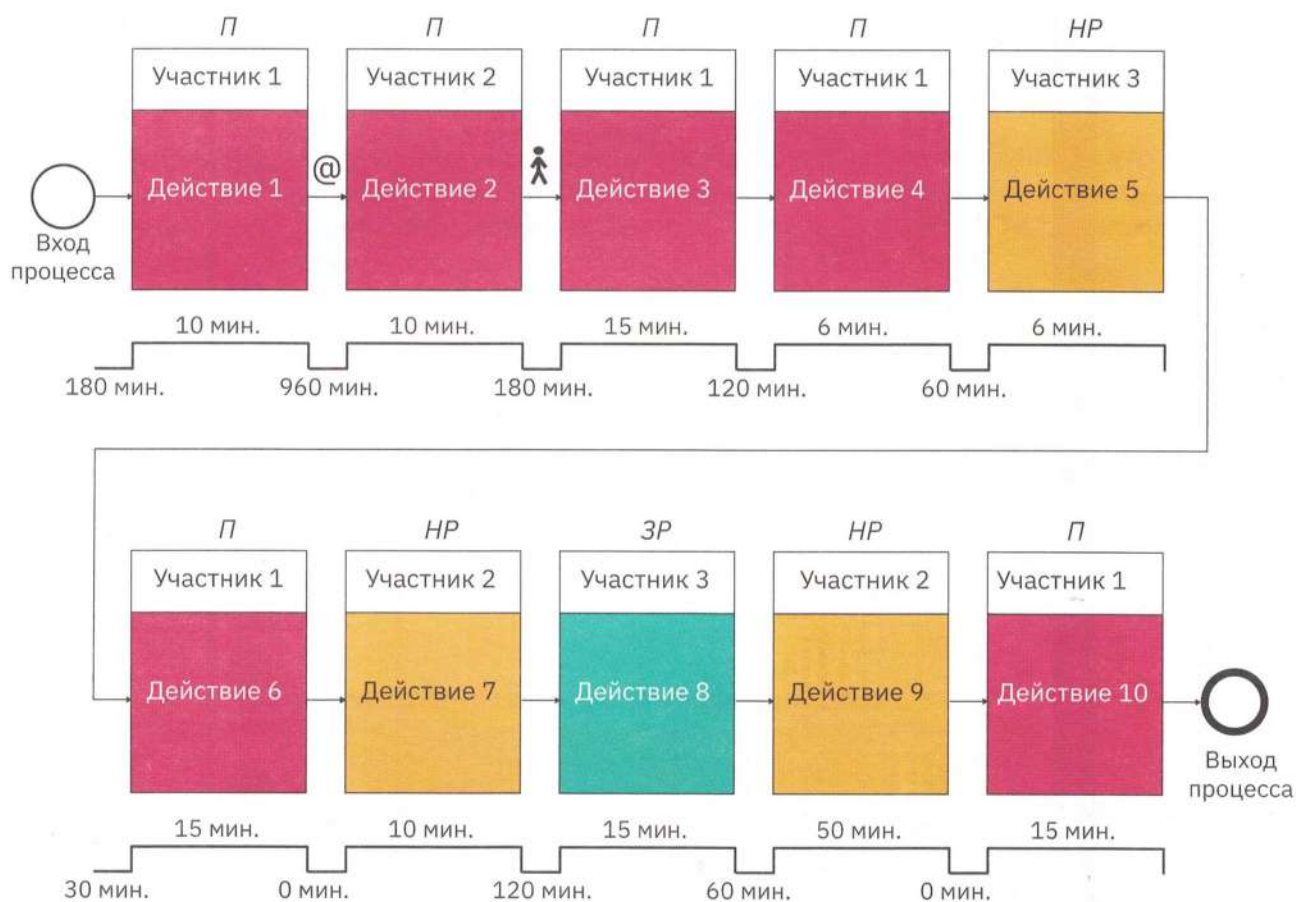 П П П П НР
Участник 1 Участник 2 Участник 1 Участник 1 Участник 3
@
Действие 1 Действие 2 Действие 3 Действие 4 Действие 5
Вход
процесса
10 мин. 10 мин. 15 мин. 6 мин. 6 мин.
180 мин. 960 мин. 180 мин. 120 мин. 60 мин.
П НР ЗР НР П
Участник 1 Участник 2 Участник 3 Участник 2 Участник 1
Действие 6 Действие 7 Действие 8 Действие 9 Действие 10
Выход
процесса
15 мин. 10 мин. 15 мин. 50 мин. 15 мин.
30 мин. 0 мин. 120 мин. 60 мин. 0 мин.